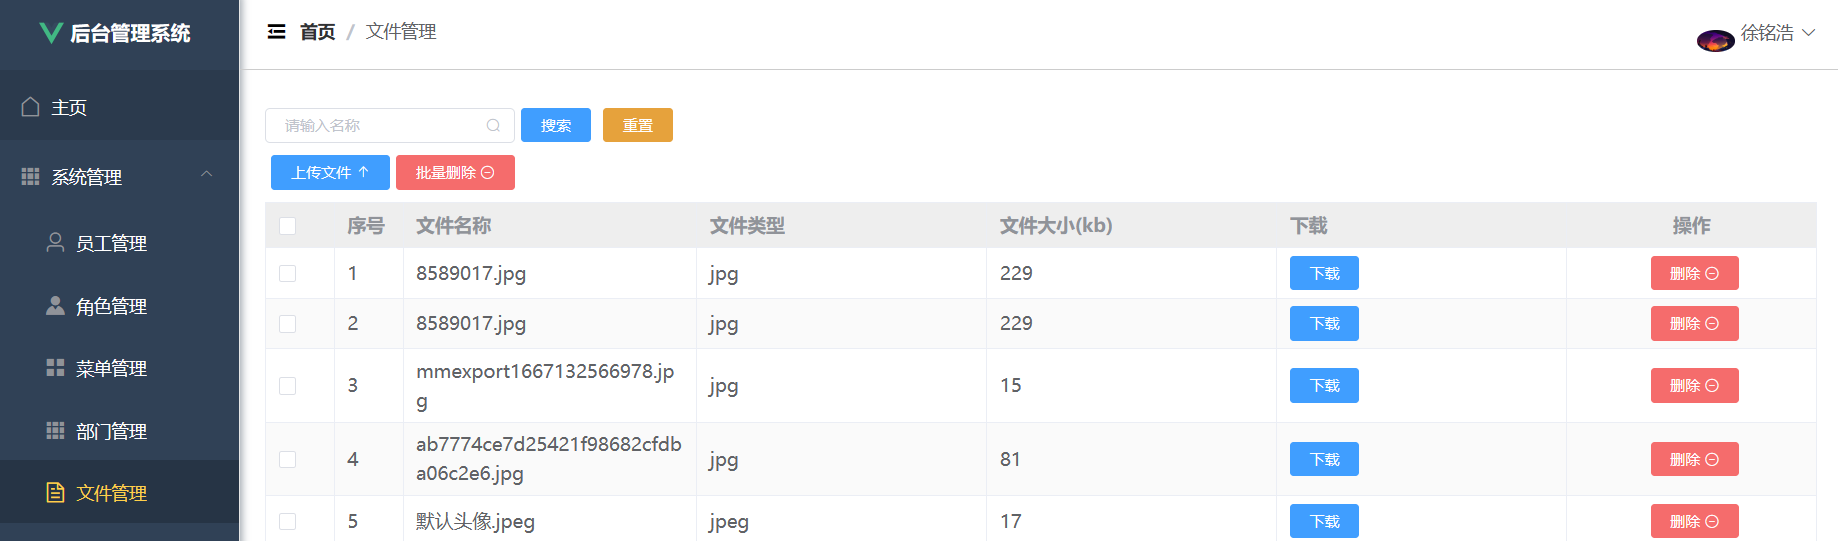 后台管理系统
首页 / 文件管理
徐铭浩
主页
系统管理
员工管理
角色管理
菜单管理
部门管理
文件管理
请输入名称
搜索
重置
上传文件
批量删除
序号 文件名称 文件类型 文件大小(kb) 下载 操作
1 8589017.jpg jpg 229 下载 删除
2 8589017.jpg jpg 229 下载 删除
3 mmexport1667132566978.jp
g jpg 15 下载 删除
4 ab7774ce7d25421f98682cfdb
a06c2e6.jpg jpg 81 下载 删除
5 默认头像.jpeg jpeg 17 下载 删除